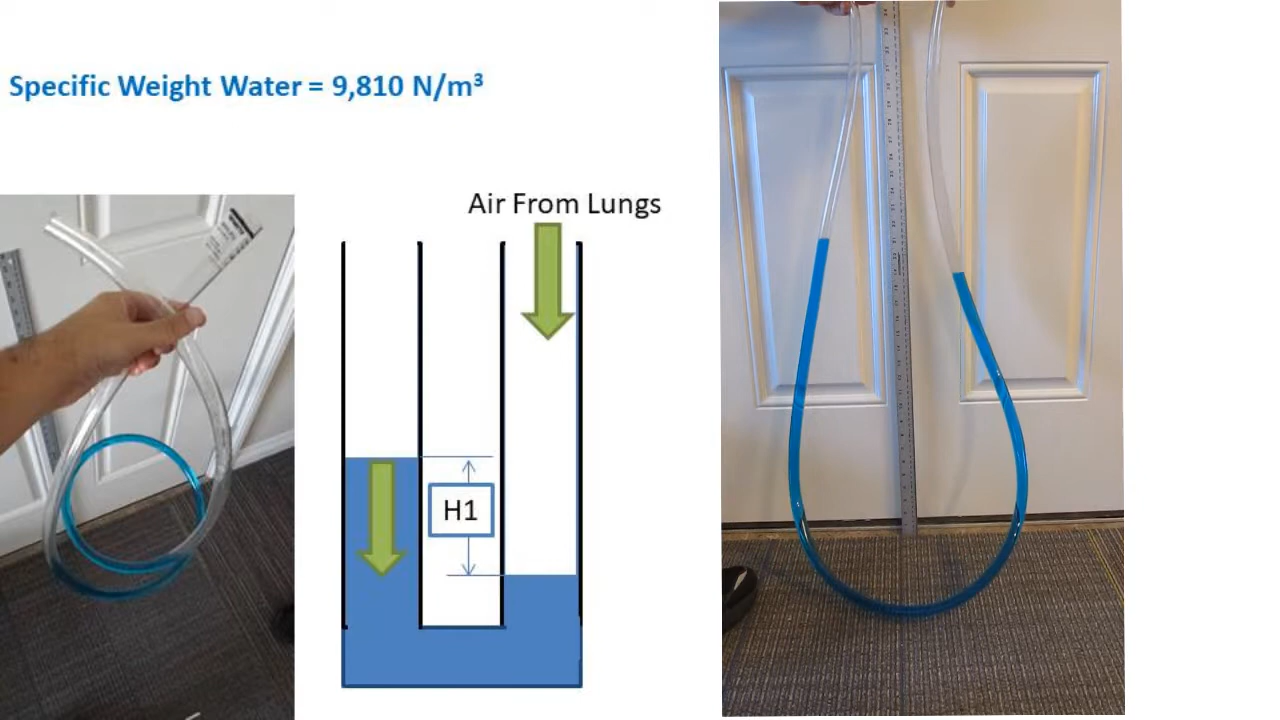 Specific Weight Water = 9,810 N/m³
Air From Lungs
H1